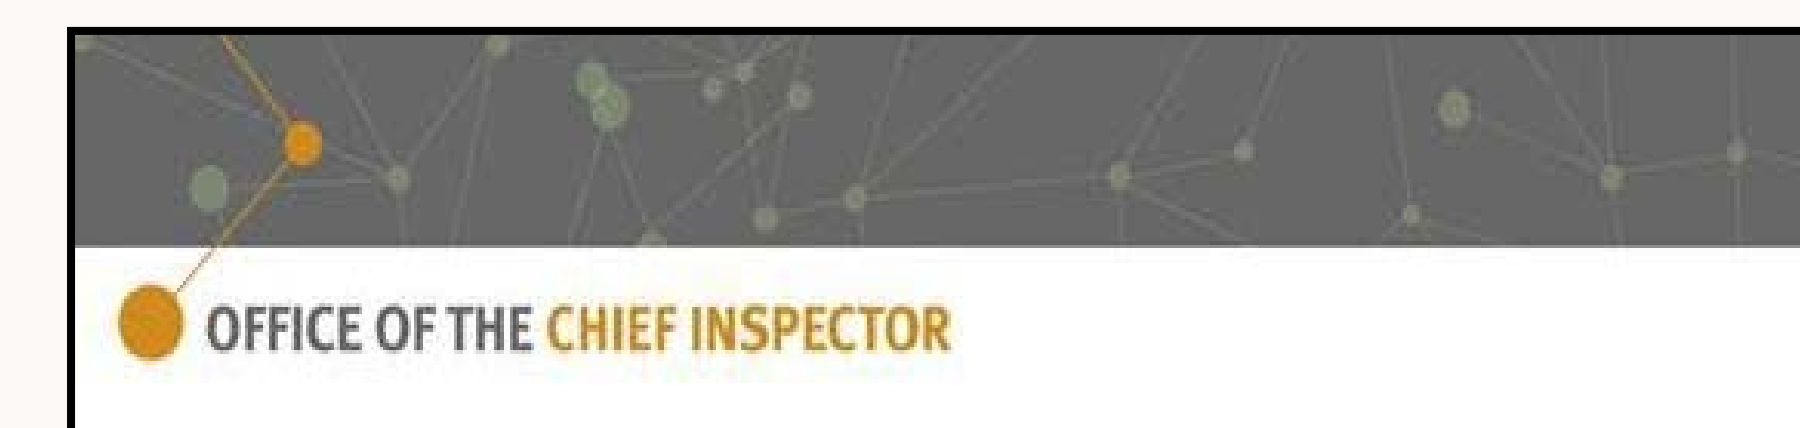 OFFICE OF THE CHIEF INSPECTOR